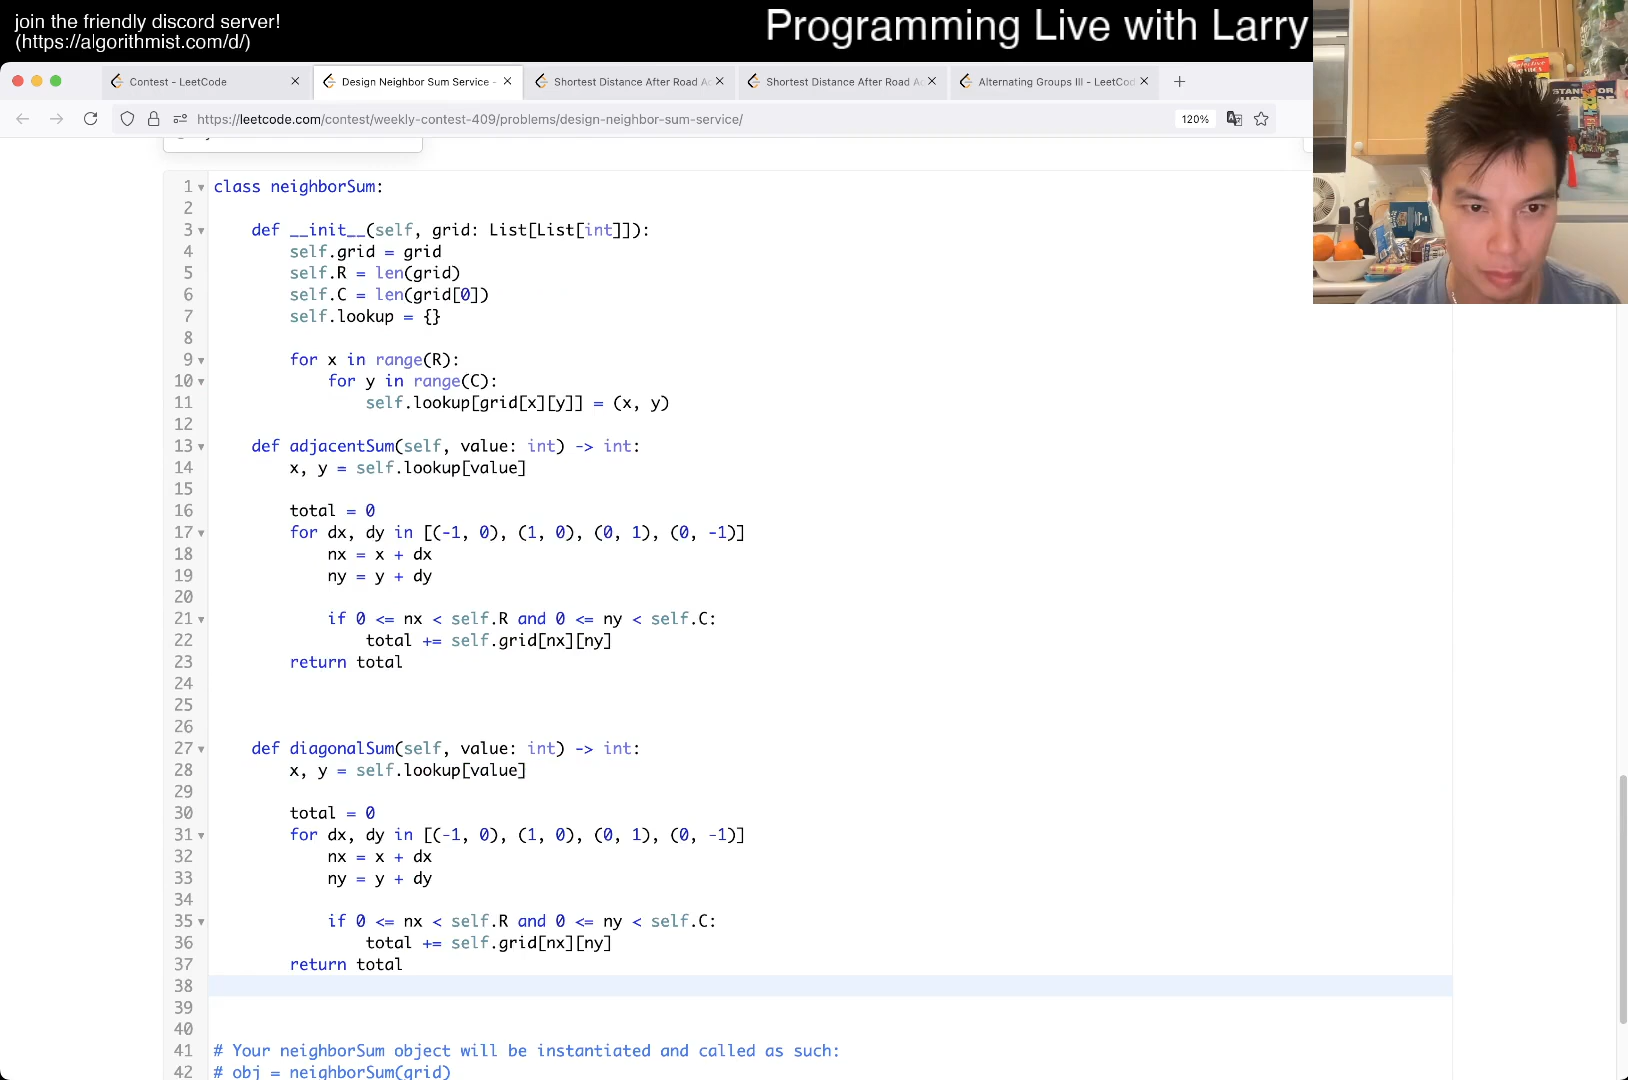 join the friendly discord server!
(https://algorithmist.com/d/)
Programming Live with Larry
Contest - LeetCode
Design Neighbor Sum Service -
Shortest Distance After Road Ac
Shortest Distance After Road Ac
Alternating Groups III - LeetCod
https://leetcode.com/contest/weekly-contest-409/problems/design-neighbor-sum-service/
120%
1 class neighborSum:
2
3 def __init__(self, grid: List[List[int]]):
4 self.grid = grid
5 self.R = len(grid)
6 self.C = len(grid[0])
7 self.lookup = {}
8
9 for x in range(R):
10 for y in range(C):
11 self.lookup[grid[x][y]] = (x, y)
12
13 def adjacentSum(self, value: int) -> int:
14 x, y = self.lookup[value]
15
16 total = 0
17 for dx, dy in [(-1, 0), (1, 0), (0, 1), (0, -1)]
18 nx = x + dx
19 ny = y + dy
20
21 if 0 <= nx < self.R and 0 <= ny < self.C:
22 total += self.grid[nx][ny]
23 return total
24
25
26
27 def diagonalSum(self, value: int) -> int:
28 x, y = self.lookup[value]
29
30 total = 0
31 for dx, dy in [(-1, 0), (1, 0), (0, 1), (0, -1)]
32 nx = x + dx
33 ny = y + dy
34
35 if 0 <= nx < self.R and 0 <= ny < self.C:
36 total += self.grid[nx][ny]
37 return total
38
39
40
41 # Your neighborSum object will be instantiated and called as such:
42 # obj = neighborSum(grid)